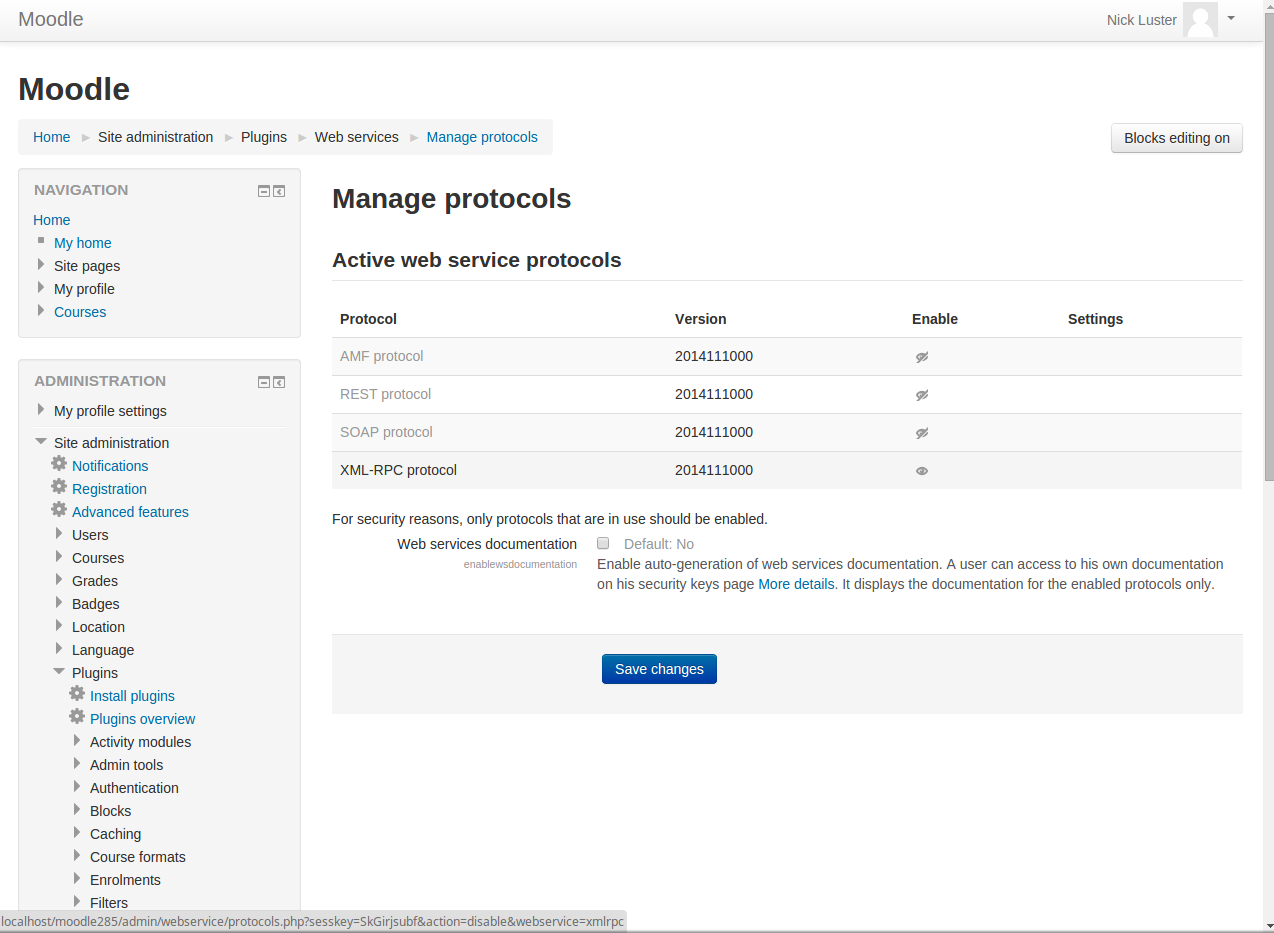 Moodle
Nick Luster
Moodle
Home Site administration Plugins Web services Manage protocols
Blocks editing on
NAVIGATION
Home
My home
Site pages
My profile
Courses
ADMINISTRATION
My profile settings
Site administration
Notifications
Registration
Advanced features
Users
Courses
Grades
Badges
Location
Language
Plugins
Install plugins
Plugins overview
Activity modules
Admin tools
Authentication
Blocks
Caching
Course formats
Enrolments
Filters
Manage protocols
Active web service protocols
Protocol Version Enable Settings
AMF protocol 2014111000
REST protocol 2014111000
SOAP protocol 2014111000
XML-RPC protocol 2014111000
For security reasons, only protocols that are in use should be enabled.
Web services documentation Default: No
enablewsdocumentation
Enable auto-generation of web services documentation. A user can access to his own documentation
on his security keys page More details. It displays the documentation for the enabled protocols only.
Save changes
localhost/moodle285/admin/webservice/protocols.php?sesskey=SkGirjsubf&action=disable&webservice=xmlrpc